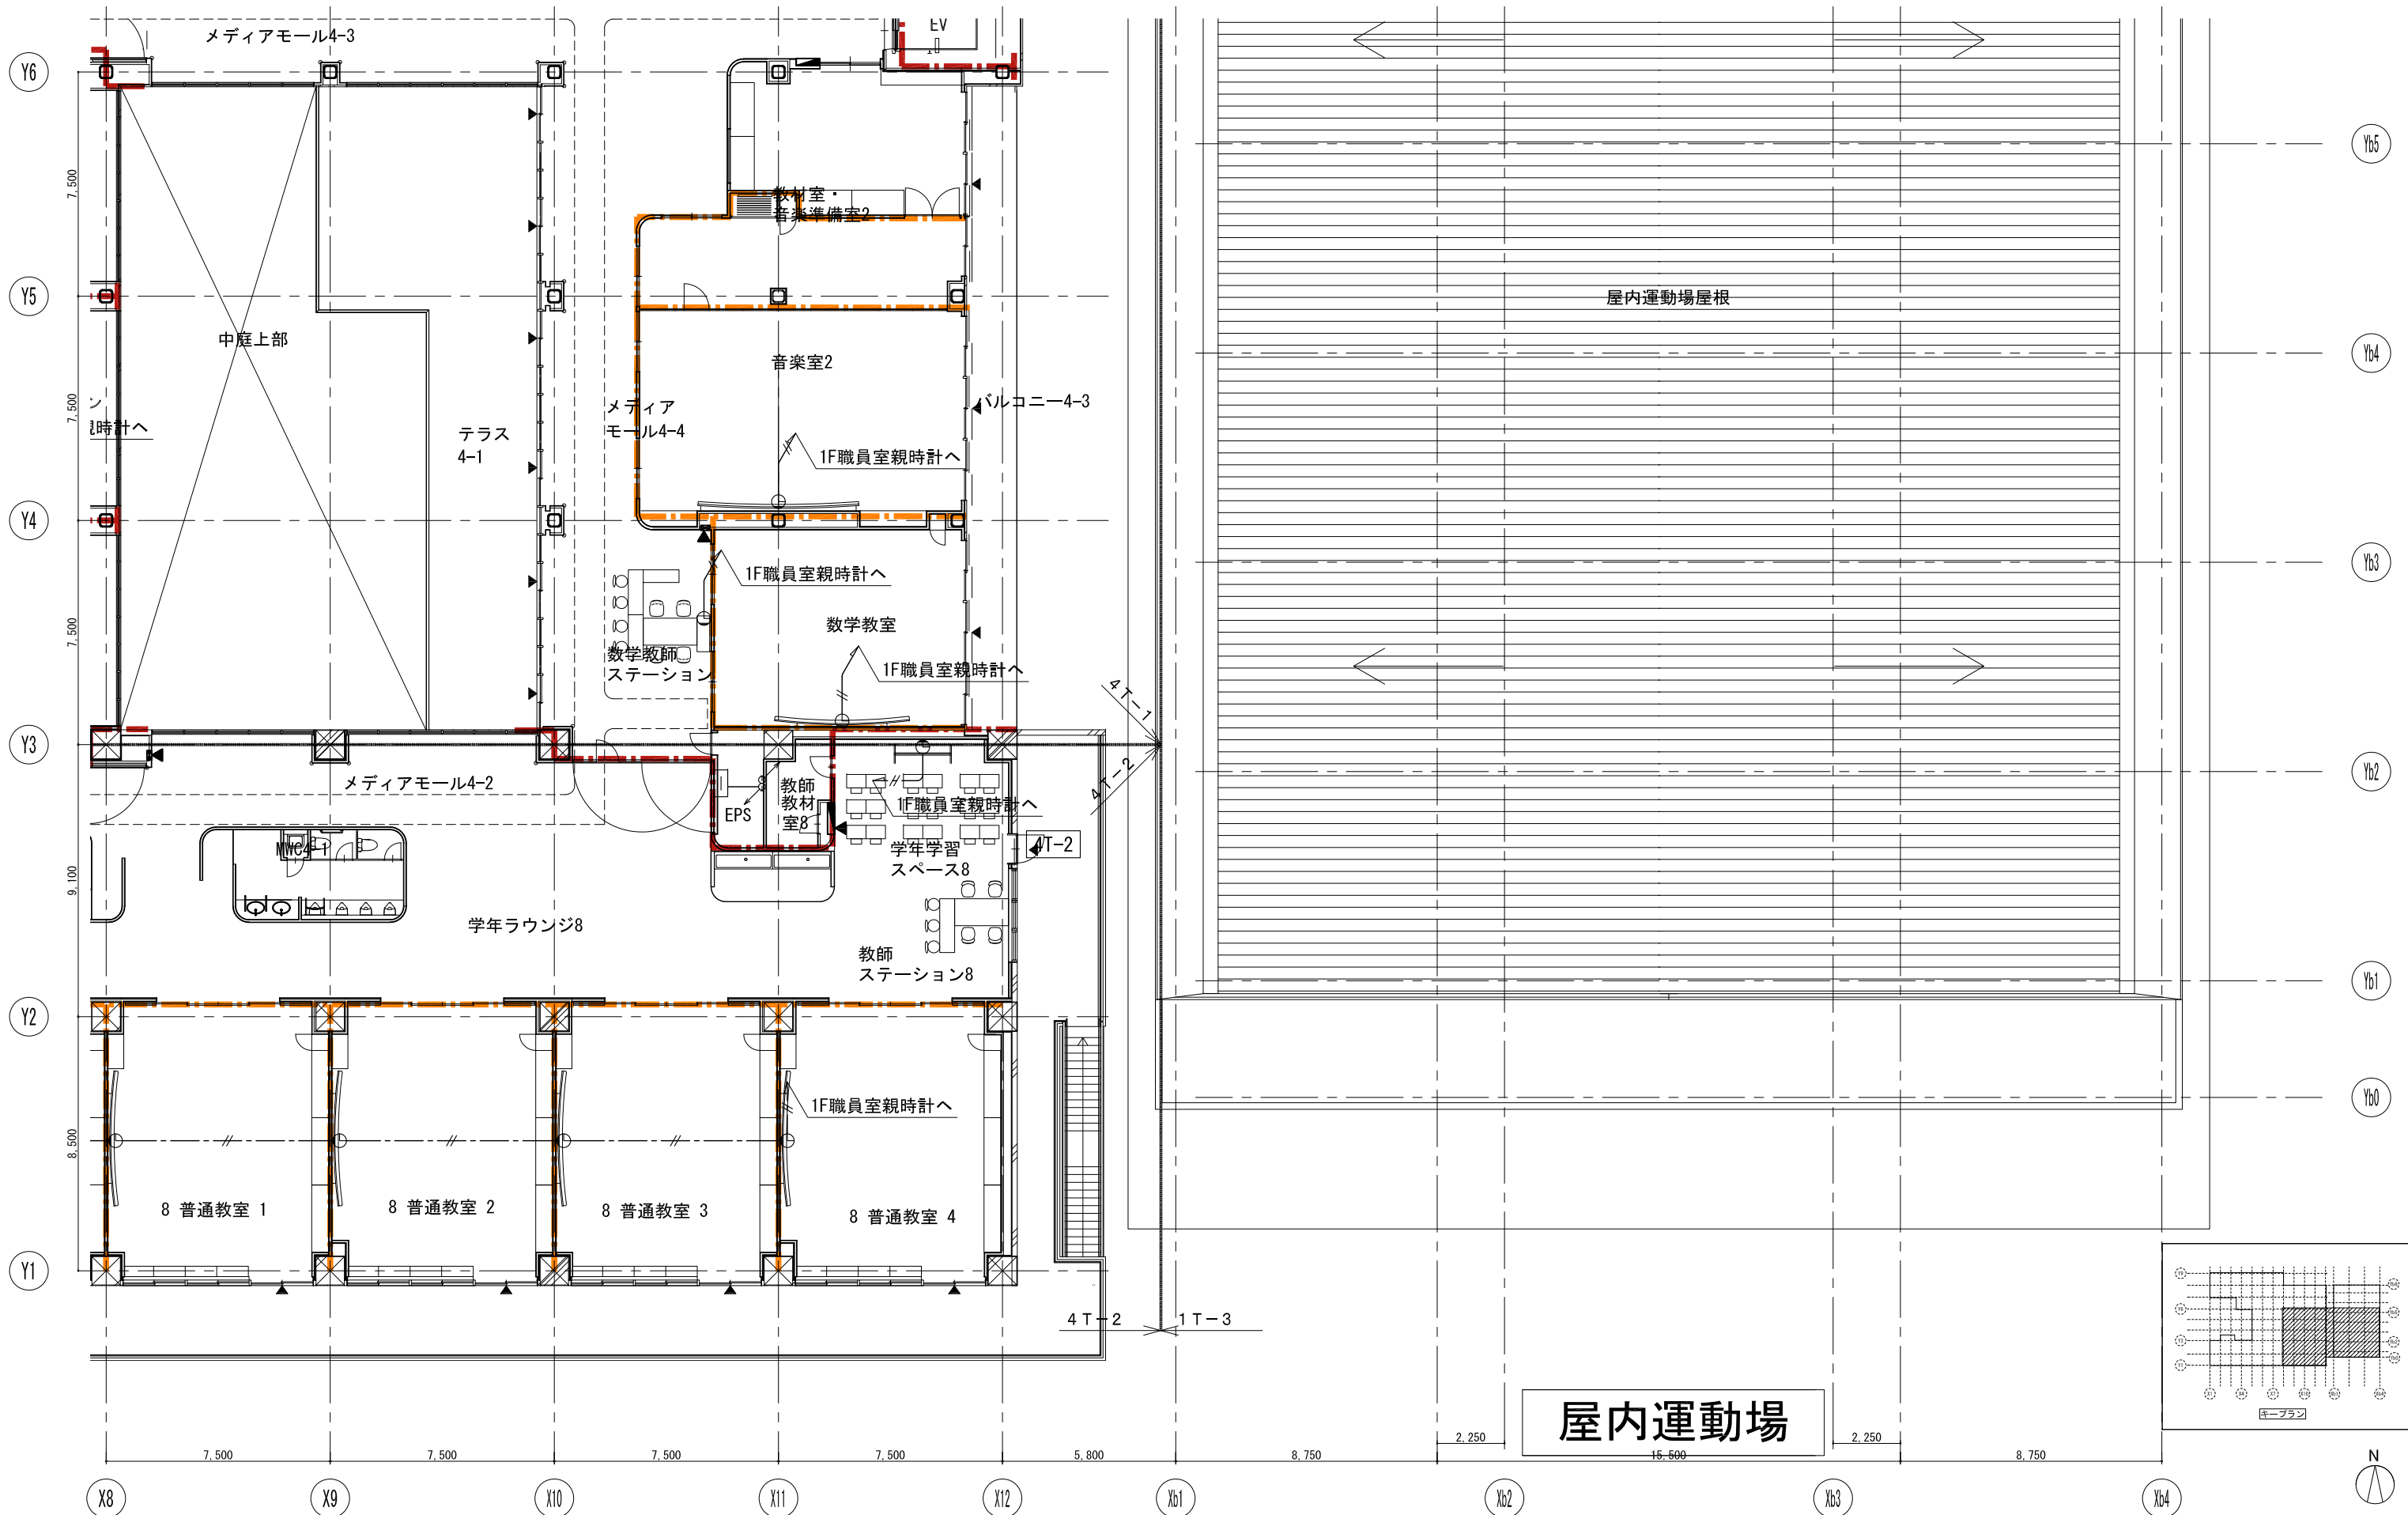 メディアモール4-3
EV
Y6
Yb5
7,500
教材室・
音楽準備室2
Y5
屋内運動場屋根
中庭上部
音楽室2
Yb4
7,500
メディア
モール4-4
バルコニー4-3
ン
親時計へ
テラス
4-1
1F職員室親時計へ
Y4
Yb3
1F職員室親時計へ
7,500
数学教室
数学教師
ステーション
1F職員室親時計へ
4T-1
Y3
4T-2
Yb2
メディアモール4-2
教師
教材
室8
EPS
1F職員室親時計へ
MWC4-1
4T-2
学年学習
スペース8
9,100
学年ラウンジ8
教師
ステーション8
Yb1
Y2
Yb0
1F職員室親時計へ
8,500
8 普通教室 1
8 普通教室 2
8 普通教室 3
8 普通教室 4
Y1
4T-2
1T-3
キープラン
屋内運動場
7,500
7,500
7,500
7,500
5,800
8,750
2,250
15,500
2,250
8,750
N
X8
X9
X10
X11
X12
Xb1
Xb2
Xb3
Xb4